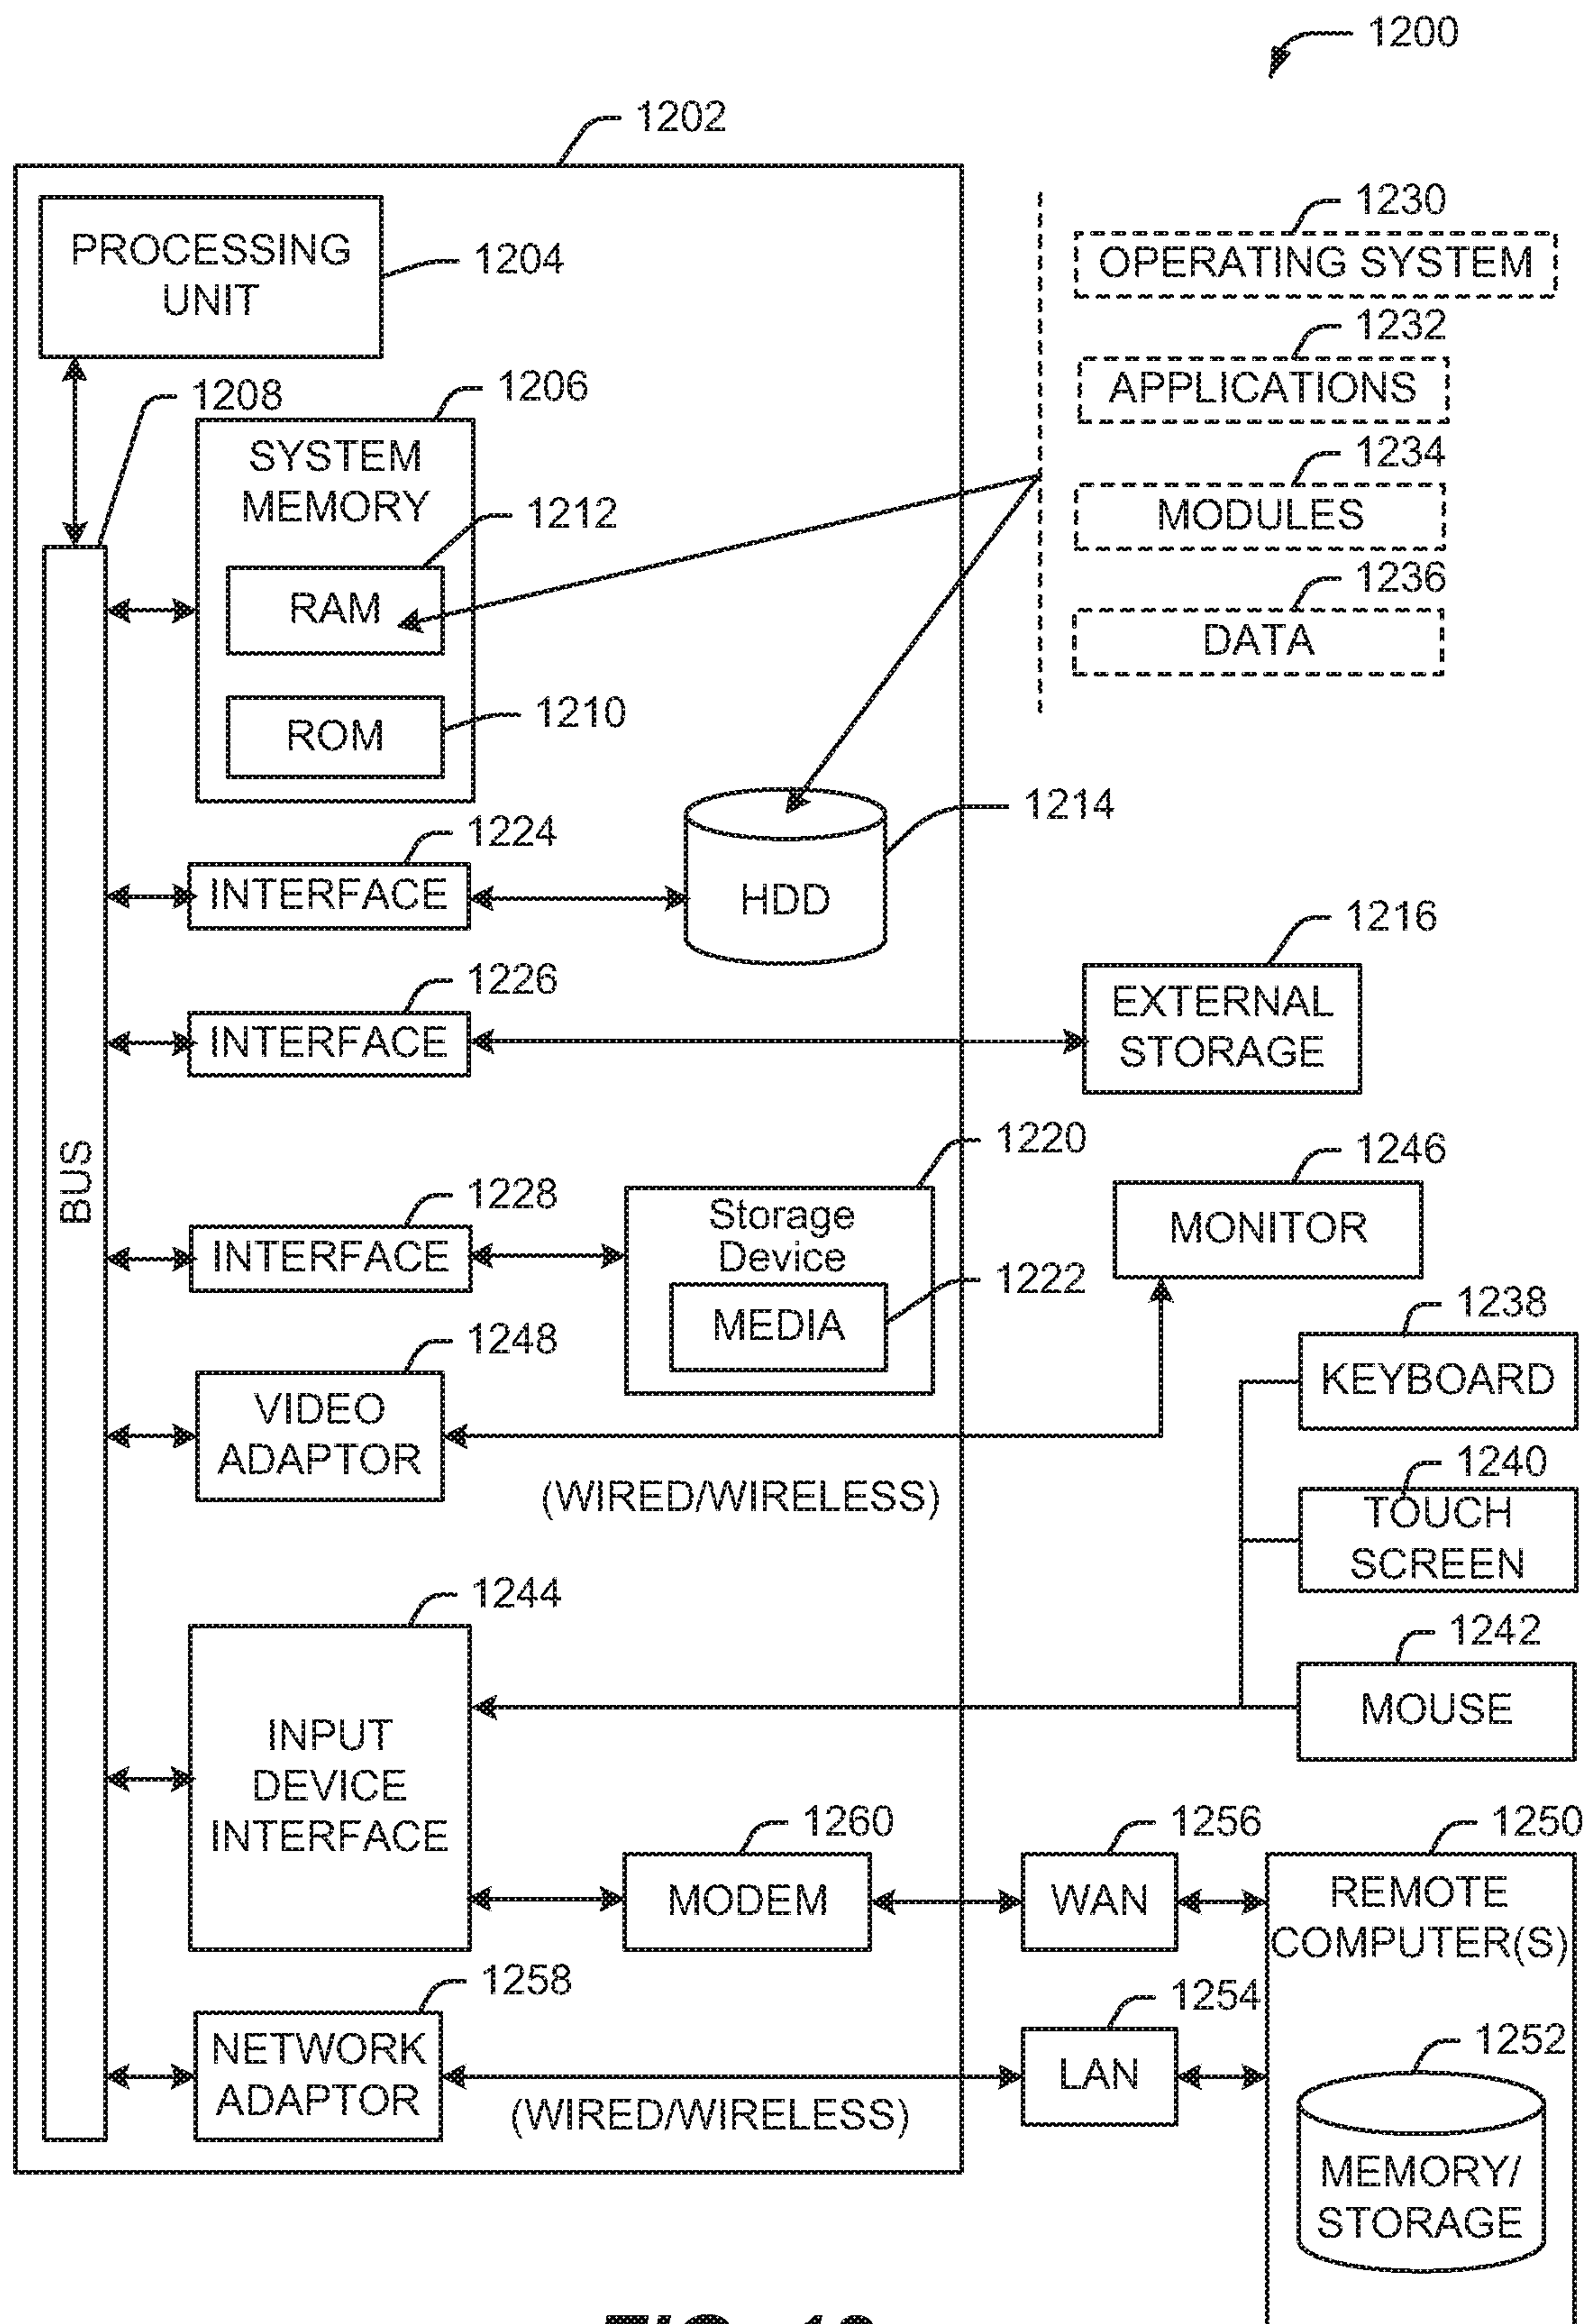 1200
1202
PROCESSING
UNIT
1204
1230
OPERATING SYSTEM
1232
APPLICATIONS
1234
MODULES
1236
DATA
1208
1206
SYSTEM
MEMORY
1212
RAM
1210
ROM
1214
HDD
1224
INTERFACE
1216
EXTERNAL
STORAGE
1226
INTERFACE
BUS
1220
Storage
Device
1222
MEDIA
1228
INTERFACE
1246
MONITOR
1248
VIDEO
ADAPTOR
(WIRED/WIRELESS)
1238
KEYBOARD
1240
TOUCH
SCREEN
1242
MOUSE
1244
INPUT
DEVICE
INTERFACE
1260
MODEM
1256
WAN
1250
REMOTE
COMPUTER(S)
1258
NETWORK
ADAPTOR
(WIRED/WIRELESS)
1254
LAN
1252
MEMORY/
STORAGE